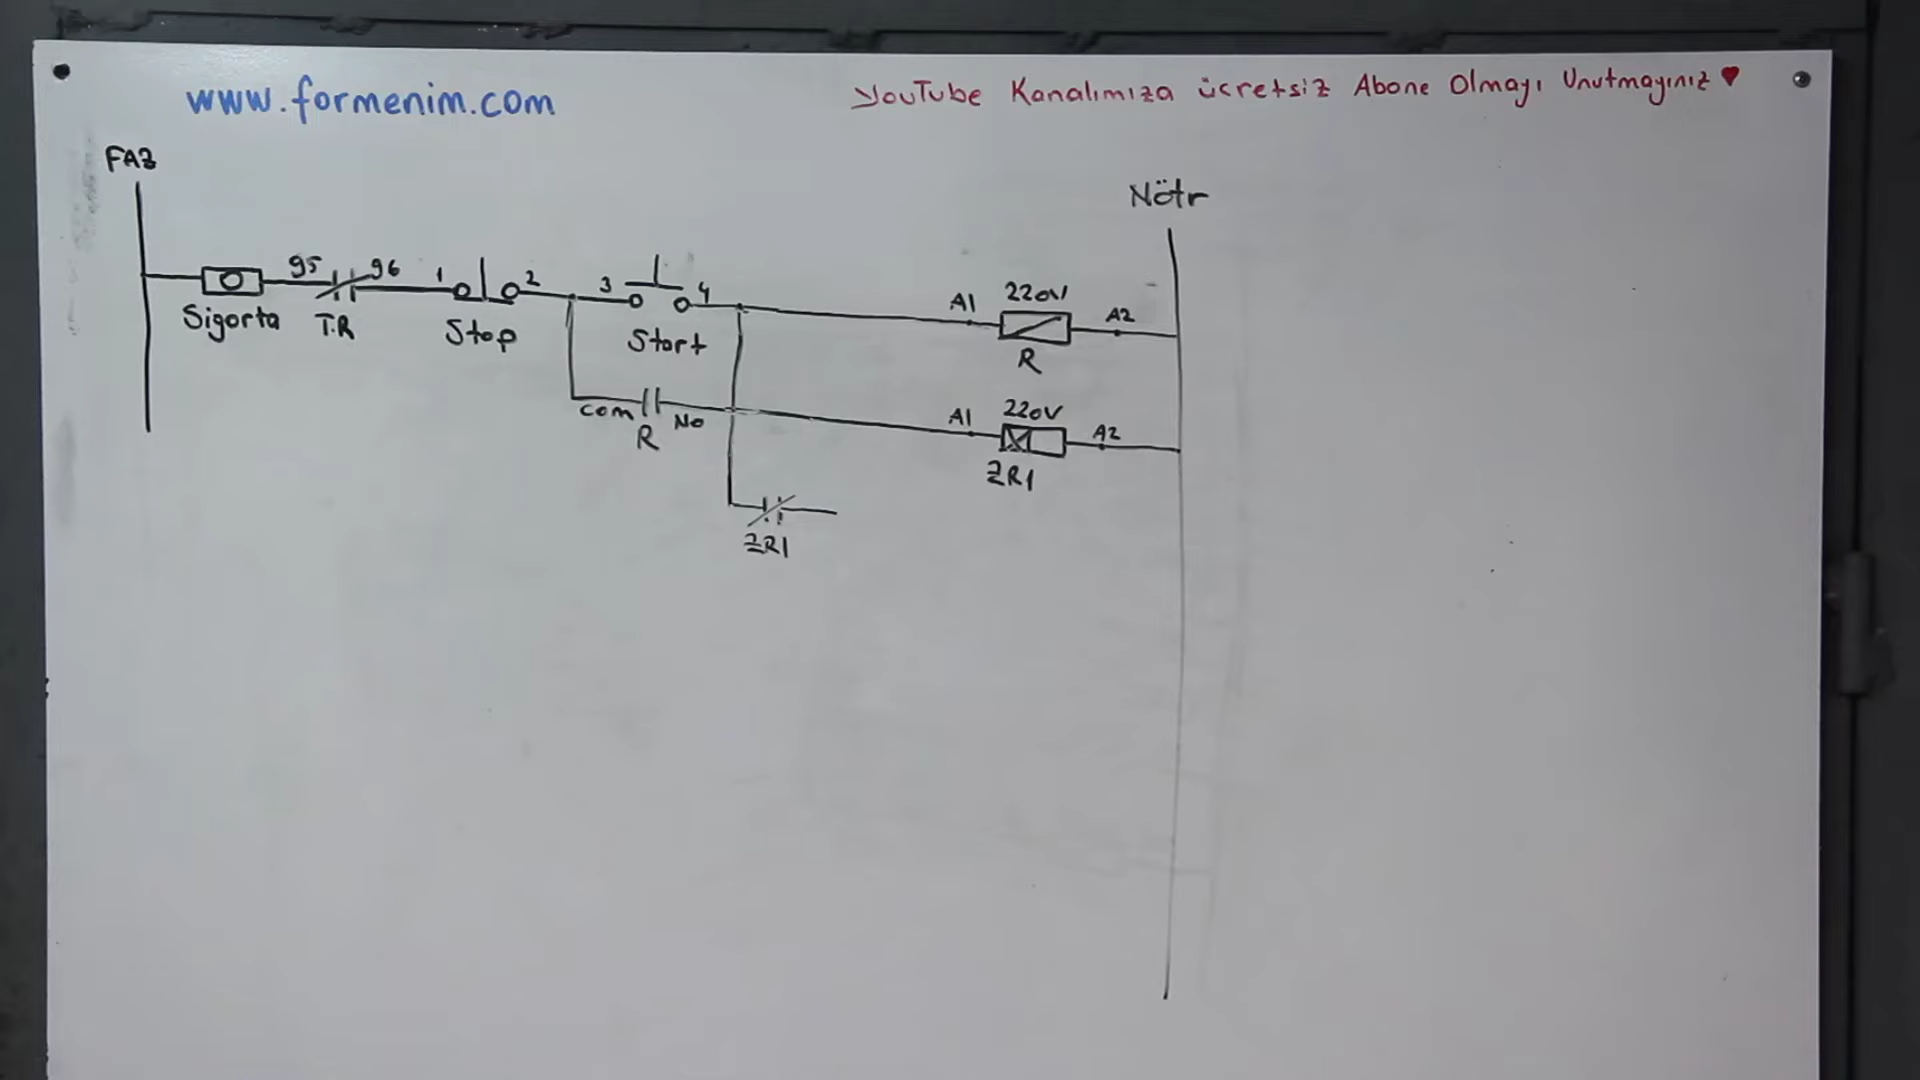 www.formenim.com
YouTube Kanalımıza ücretsiz Abone Olmayı Unutmayınız
FAZ
Nötr
95 96 1 2 3 4 A1 220V A2
Sigorta T.R Stop Start R
com R No A1 220V A2
ZR1
ZR1